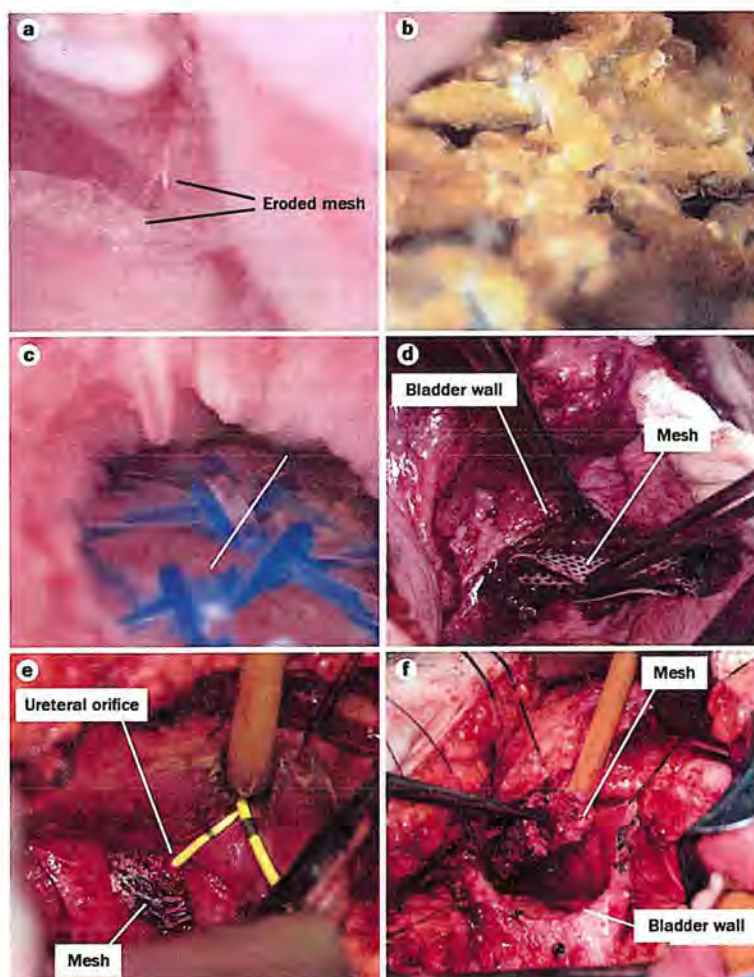 a
b
Eroded mesh
c
d
Bladder wall
Mesh
e
Ureteral orifice
Mesh
f
Mesh
Bladder wall